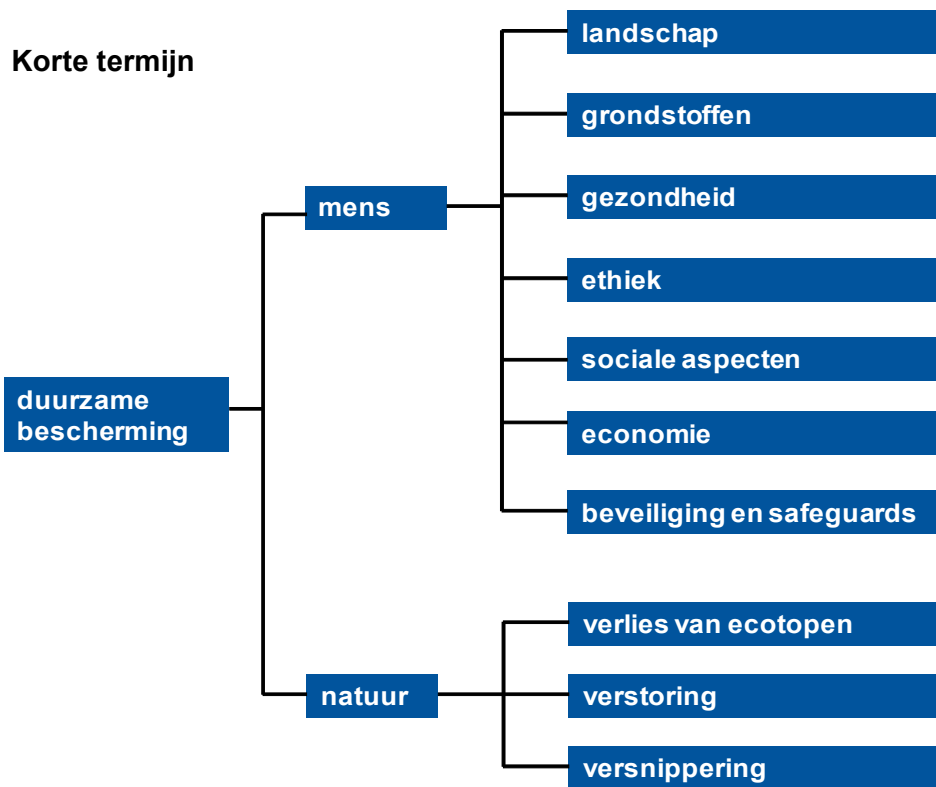 Korte termijn
duurzame
bescherming
mens
landschap
grondstoffen
gezondheid
ethiek
sociale aspecten
economie
beveiliging en safeguards
natuur
verlies van ecotopen
verstoring
versnippering